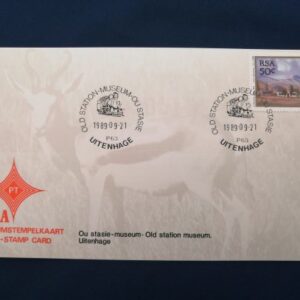 OLD STATION-MUSEUM-OU STASIE
1989-09-21
P63
UITENHAGE
OLD STATION-MUSEUM-OU STASIE
1989-09-21
P63
UITENHAGE
RSA
50c
PT
A
MSTEMPELKAART
-STAMP CARD
Ou stasie-museum- Old station museum.
Uitenhage